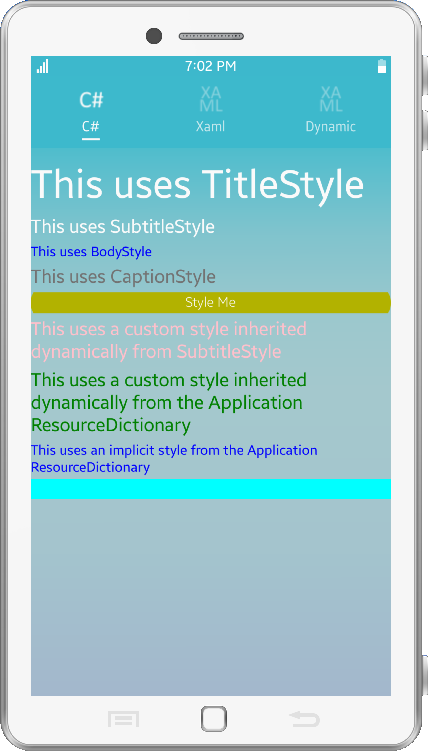 7:02 PM
C#
XA
ML
XA
ML
C#
Xaml
Dynamic
This uses TitleStyle
This uses SubtitleStyle
This uses BodyStyle
This uses CaptionStyle
Style Me
This uses a custom style inherited
dynamically from SubtitleStyle
This uses a custom style inherited
dynamically from the Application
ResourceDictionary
This uses an implicit style from the Application
ResourceDictionary